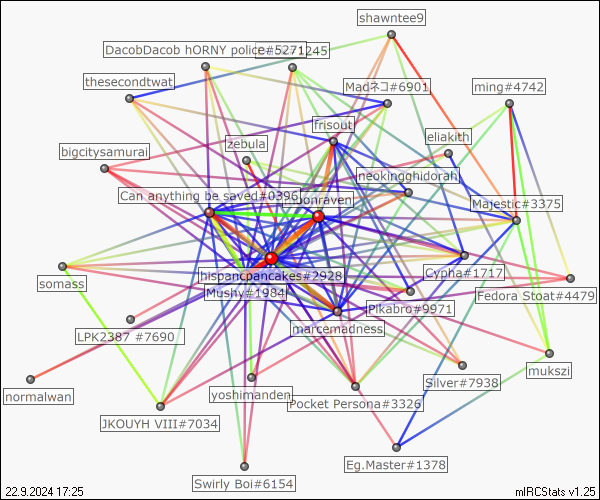 shawntee9
DacobDacob hORNY police#5271245
thesecondtwat
Madネコ#6901
ming#4742
frisout
eliakith
zebula
bigcitysamurai
neokingghidorah
Can anything be saved#0396
moonraven
Majestic#3375
hispancpancakes#2928
Cypha#1717
somass
Mushy#1984
Fedora Stoat#4479
Pikabro#9971
marcemedness
LPK2387 #7690
mukszi
normalwan
yoshimanden
Silver#7938
Pocket Persona#3326
JKOUYH VIII#7034
Eg.Master#1378
Swirly Boi#6154
22.9.2024 17:25
mIRCStats v1.25